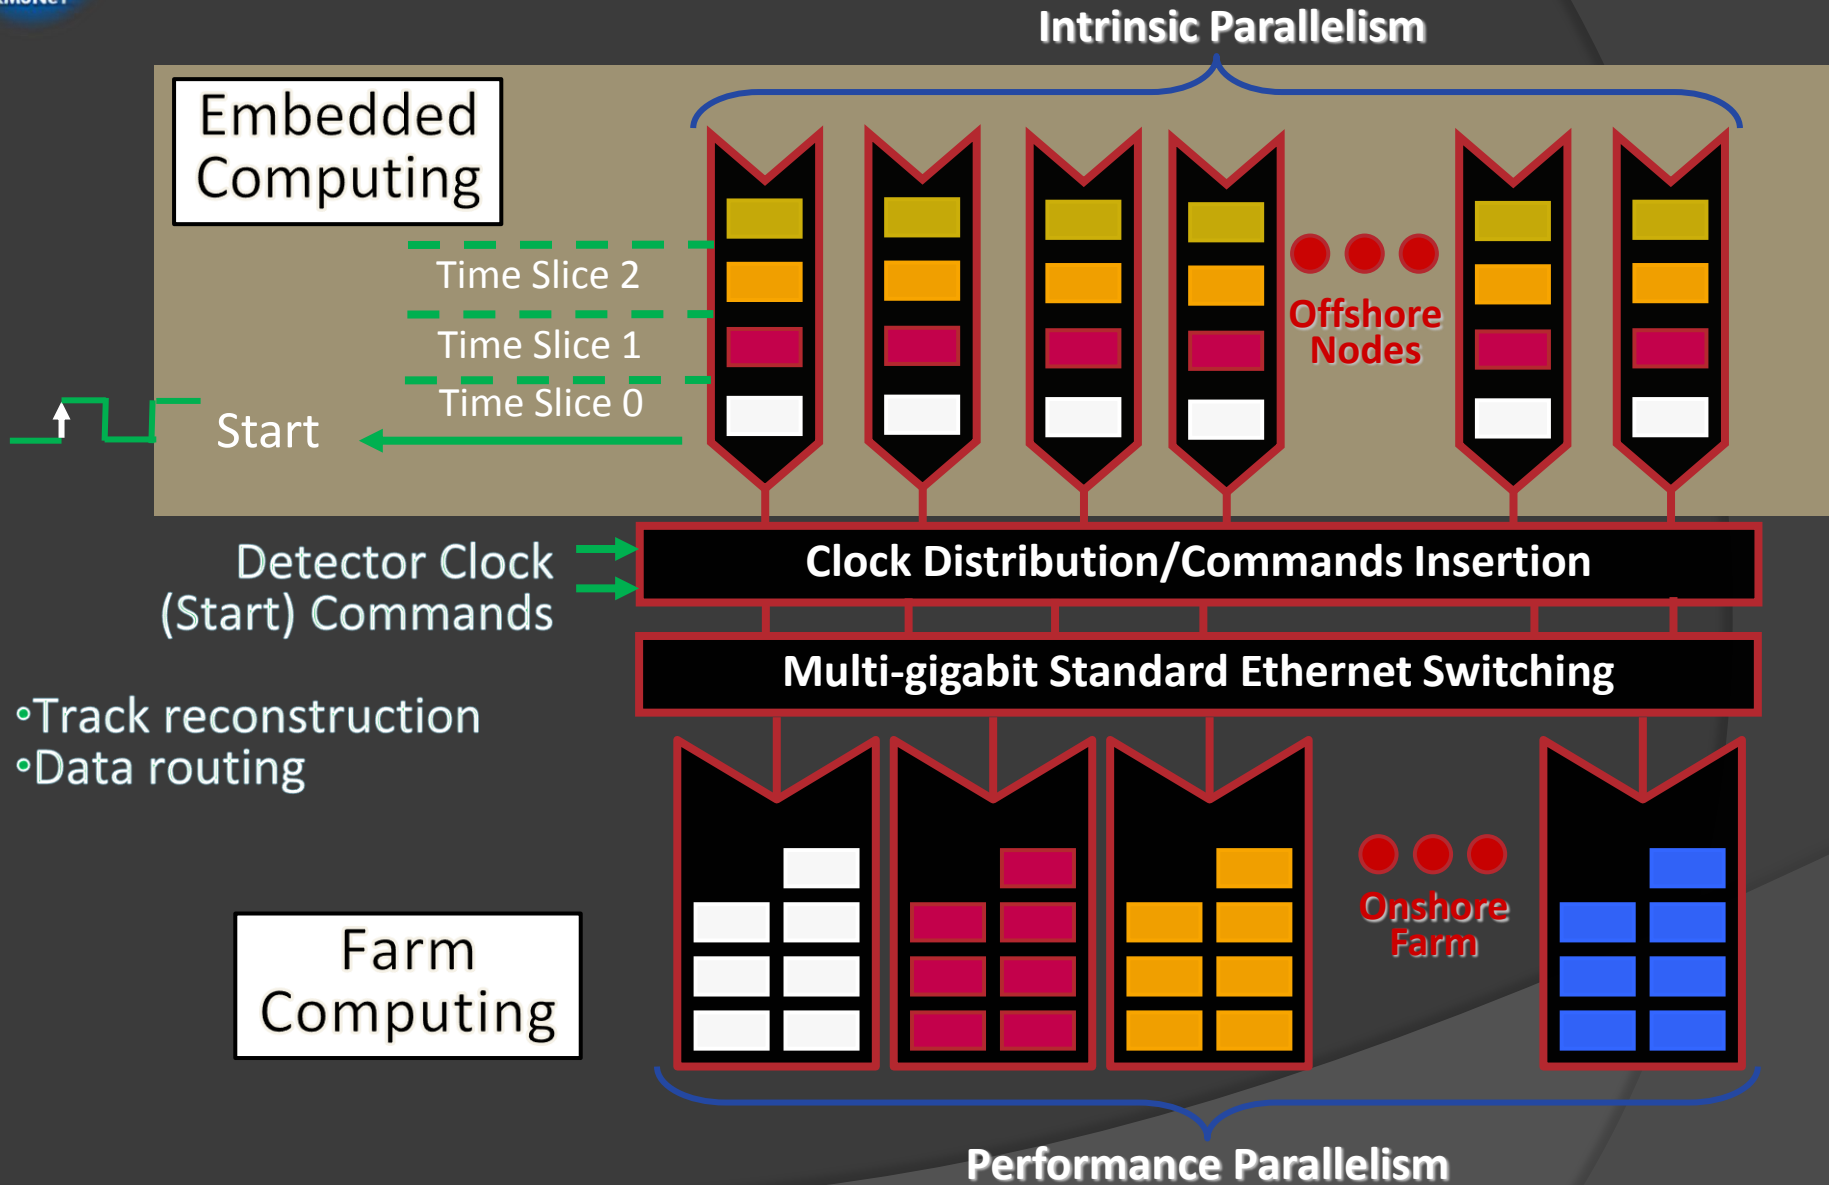 Intrinsic Parallelism
Embedded
Computing
Time Slice 2
Time Slice 1
Time Slice 0
Start
Offshore
Nodes
Detector Clock
(Start) Commands
Clock Distribution/Commands Insertion
Multi-gigabit Standard Ethernet Switching
•Track reconstruction
•Data routing
Onshore
Farm
Farm
Computing
Performance Parallelism